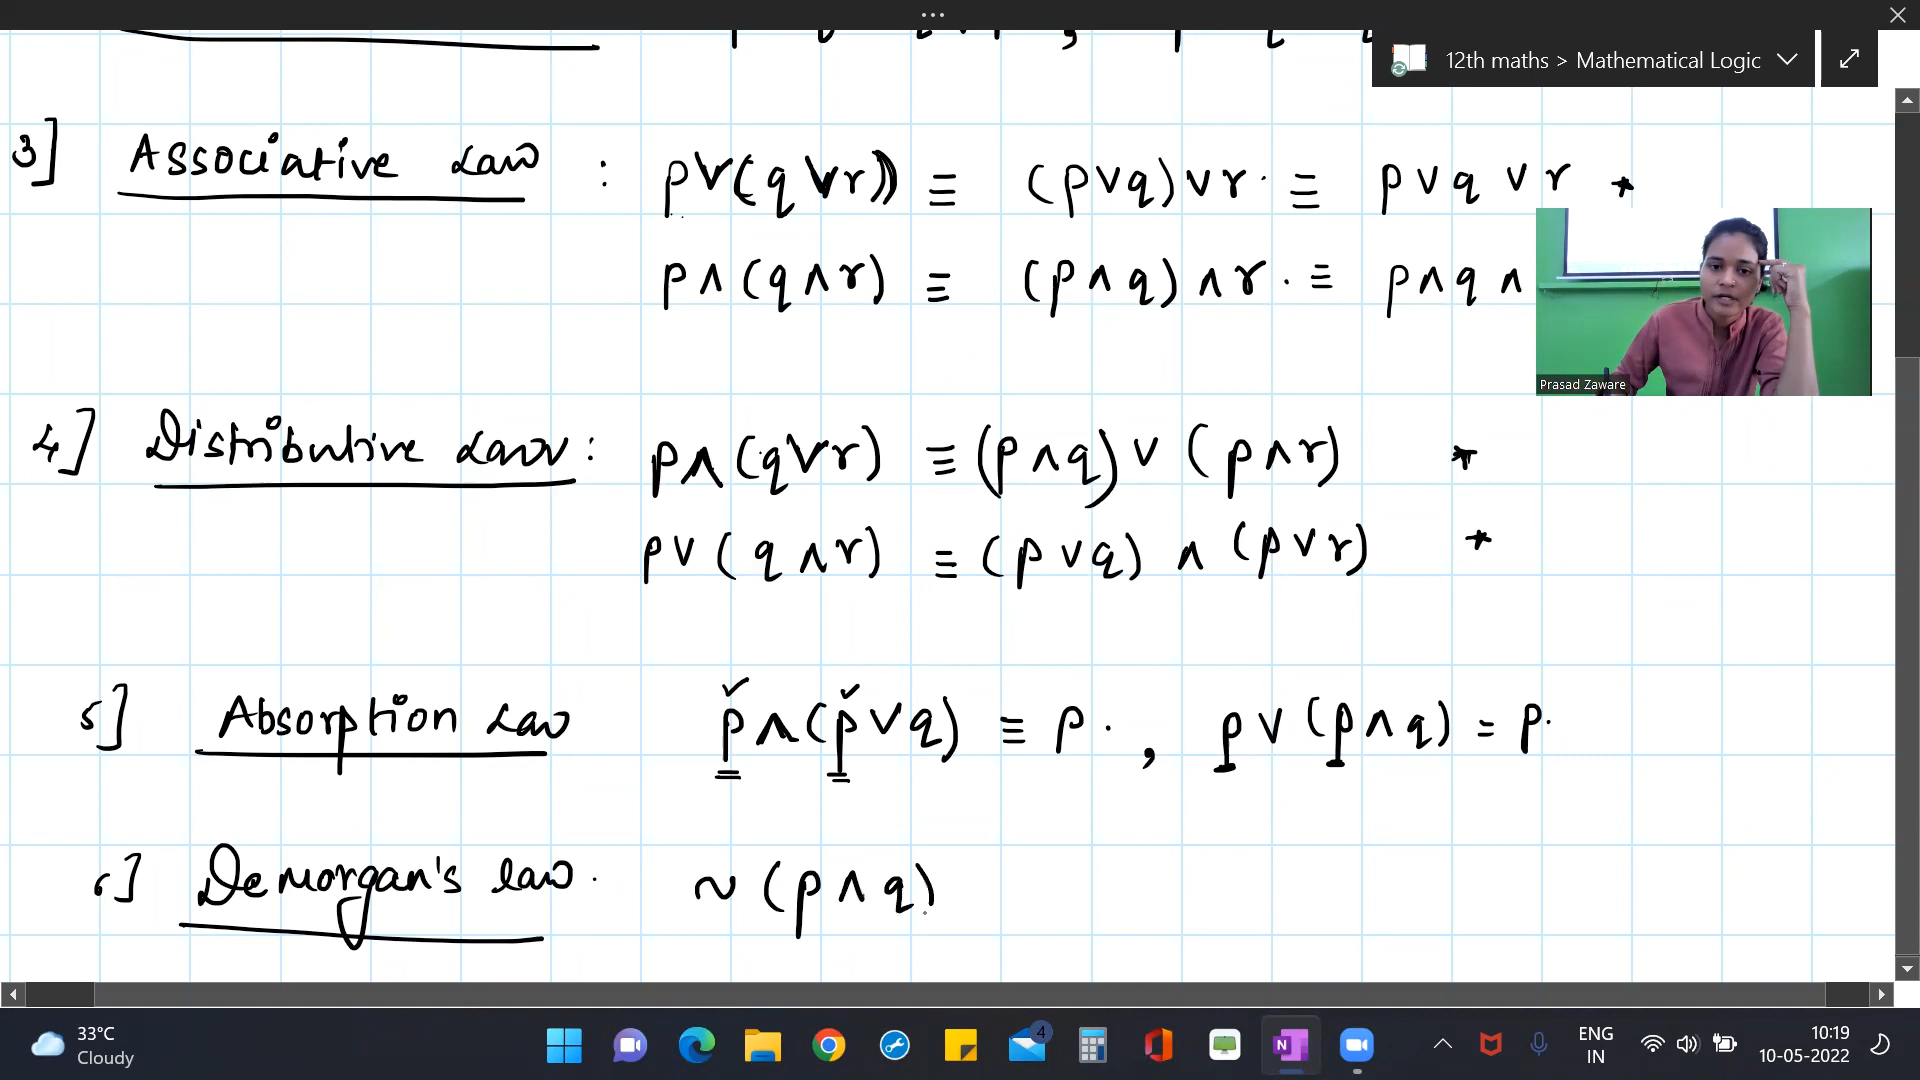 12th maths > Mathematical Logic
3] Associative Law : p∨(q∨r) ≡ (p∨q)∨r. ≡ p∨q∨r *
p∧(q∧r) ≡ (p∧q)∧r. ≡ p∧q∧
Prasad Zaware
4] Distributive Law: p∧(q∨r) ≡ (p∧q)∨(p∧r) *
p∨(q∧r) ≡ (p∨q)∧(p∨r) *
5] Absorption Law p∧(p∨q) ≡ p. , p∨(p∧q) = p.
6] De morgan's law. ~(p∧q)
33°C
Cloudy
4
ENG
IN
10:19
10-05-2022